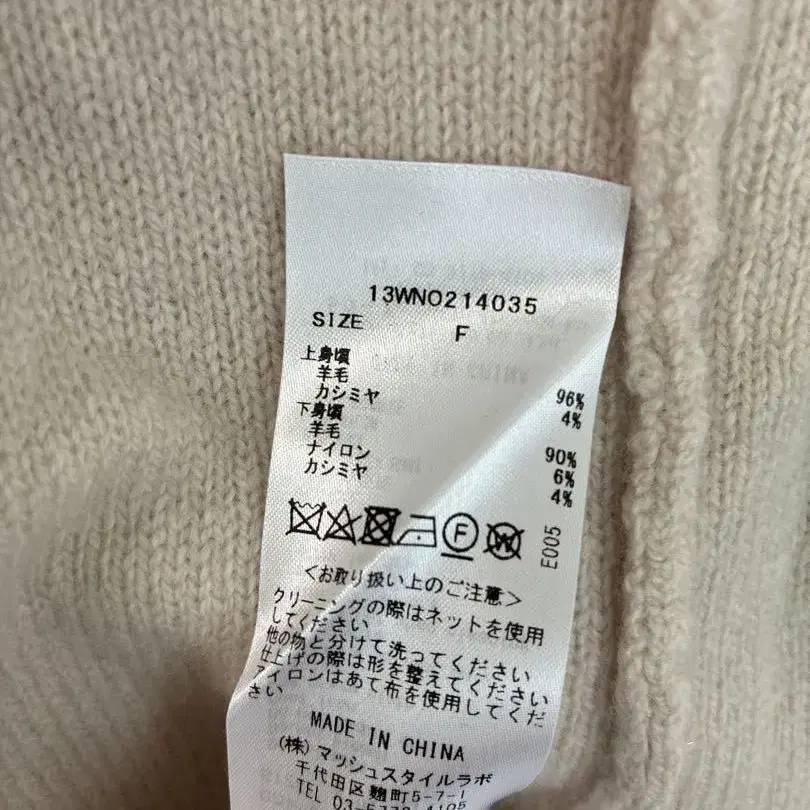 13WNO214035
SIZE F
上身頃
羊毛 96%
カシミヤ 4%
下身頃
羊毛 90%
ナイロン 6%
カシミヤ 4%
F W
E005
<お取り扱い上のご注意>
クリーニングの際はネットを使用
してください
他の物と分けて洗ってください
仕上げの際は形を整えてください
アイロンはあて布を使用してくだ
さい
MADE IN CHINA
(株)マッシュスタイルラボ
千代田区麹町5-7-1
TEL